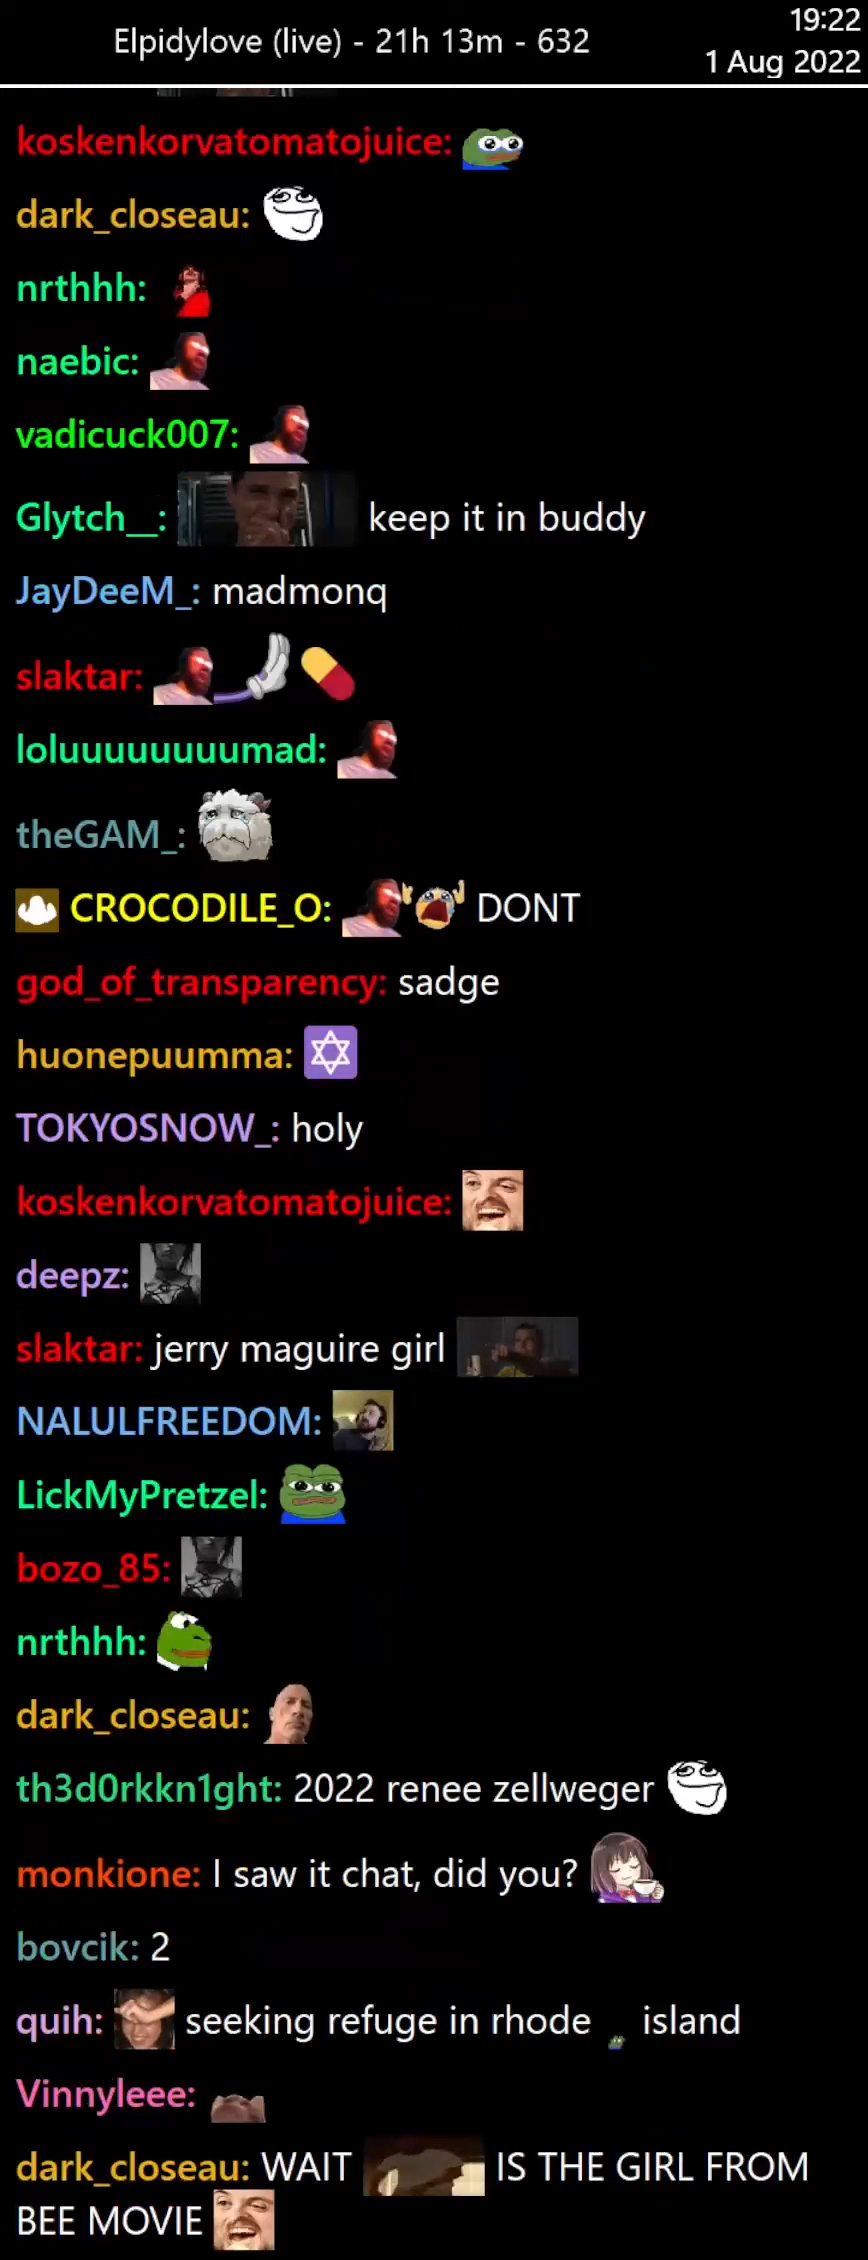 Elpidylove (live) - 21h 13m - 632
19:22
1 Aug 2022
koskenkorvatomatojuice:
dark_closeau:
nrthhh:
naebic:
vadicuck007:
Glytch__: keep it in buddy
JayDeeM_: madmonq
slaktar:
loluuuuuuuumad:
theGAM_:
CROCODILE_O: DONT
god_of_transparency: sadge
huonepuumma:
TOKYOSNOW_: holy
koskenkorvatomatojuice:
deepz:
slaktar: jerry maguire girl
NALULFREEDOM:
LickMyPretzel:
bozo_85:
nrthhh:
dark_closeau:
th3d0rkkn1ght: 2022 renee zellweger
monkione: I saw it chat, did you?
bovcik: 2
quih: seeking refuge in rhode island
Vinnyleee:
dark_closeau: WAIT IS THE GIRL FROM
BEE MOVIE